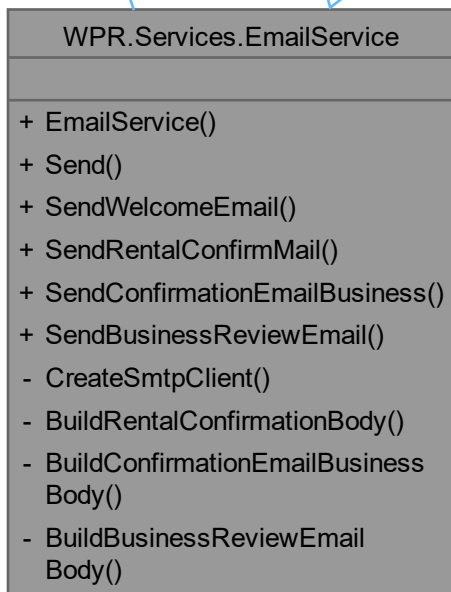 WPR.Services.EmailService
+ EmailService()
+ Send()
+ SendWelcomeEmail()
+ SendRentalConfirmMail()
+ SendConfirmationEmailBusiness()
+ SendBusinessReviewEmail()
- CreateSmtpClient()
- BuildRentalConfirmationBody()
- BuildConfirmationEmailBusiness
Body()
- BuildBusinessReviewEmail
Body()